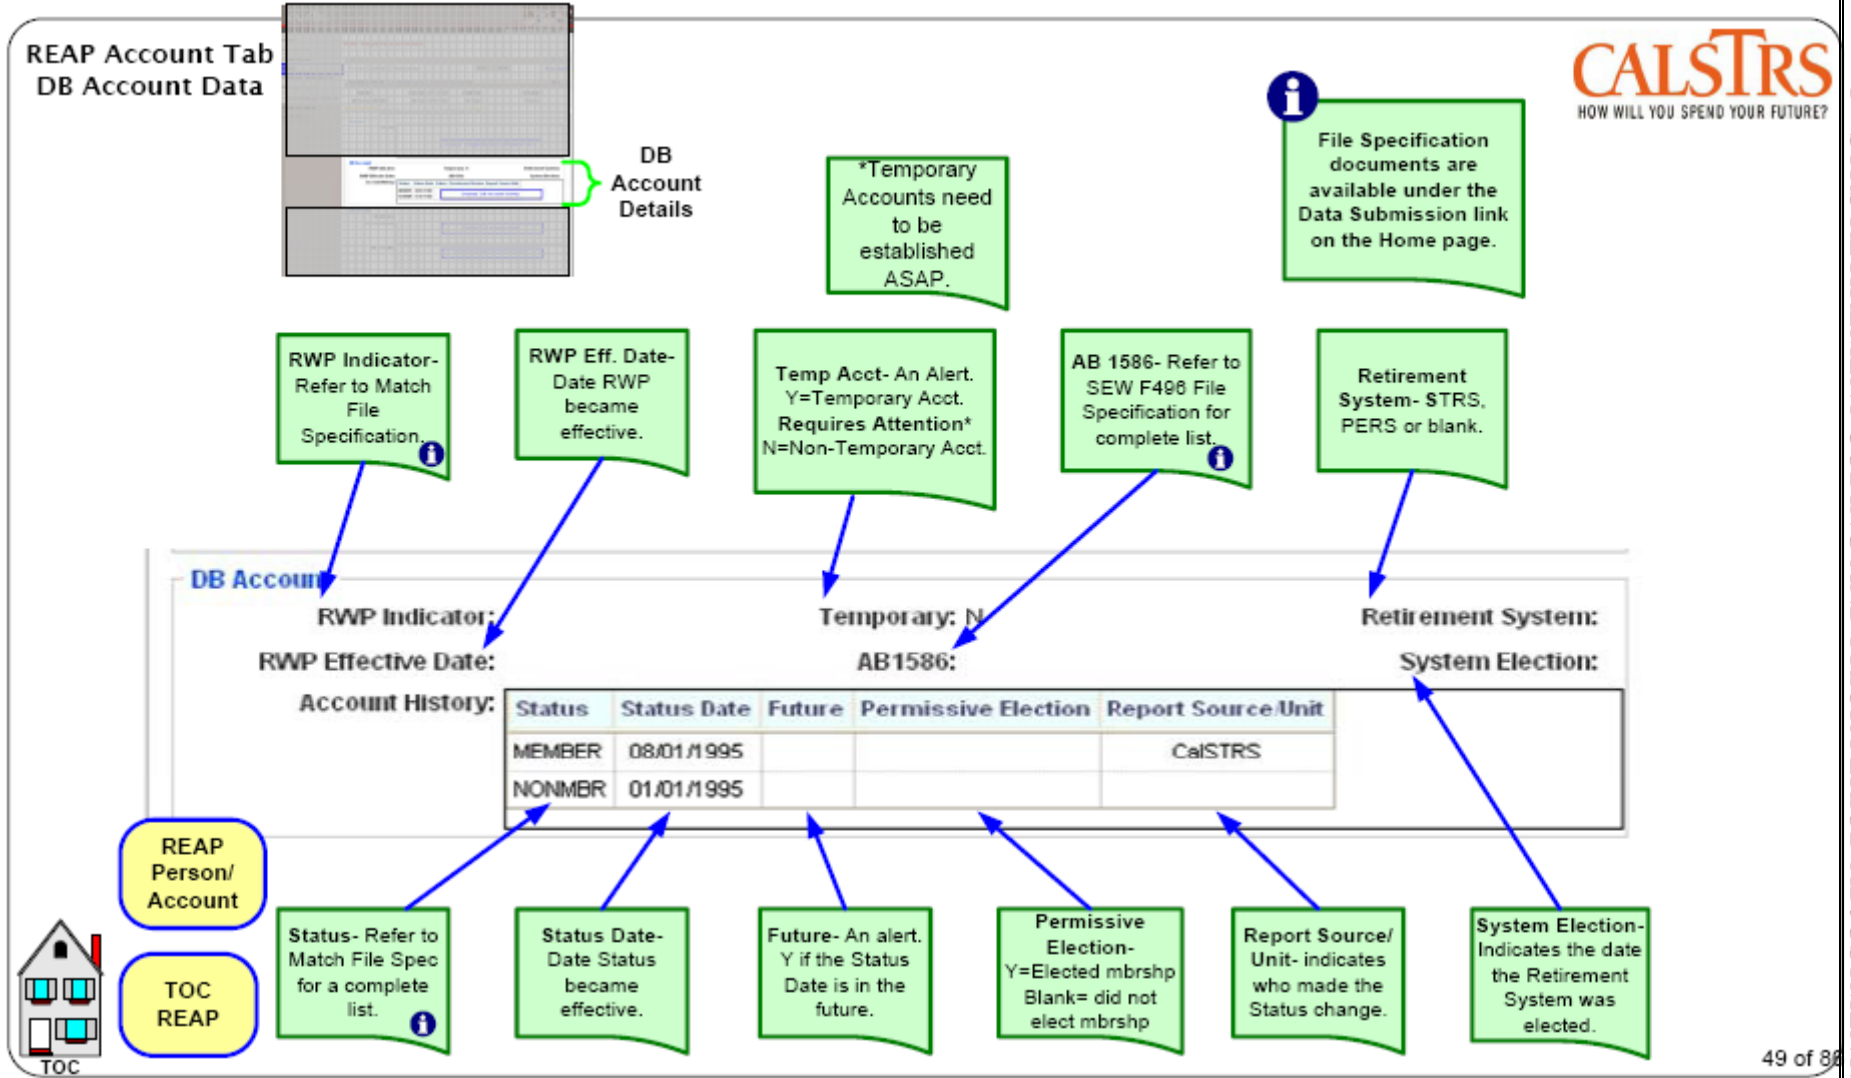 REAP Account Tab
DB Account Data
DB
Account
Details
*Temporary
Accounts need
to be
established
ASAP.
File Specification
documents are
available under the
Data Submission link
on the Home page.
CALSTRS
HOW WILL YOU SPEND YOUR FUTURE?
RWP Indicator-
Refer to Match
File
Specification.
RWP Eff. Date-
Date RWP
became
effective.
Temp Acct- An Alert.
Y=Temporary Acct.
Requires Attention*
N=Non-Temporary Acct.
AB 1586- Refer to
SEW F496 File
Specification for
complete list.
Retirement
System- STRS,
PERS or blank.
DB Account
RWP Indicator: Temporary: N Retirement System:
RWP Effective Date: AB1586: System Election:
Account History:
Status Status Date Future Permissive Election Report Source/Unit
MEMBER 08/01/1995 CalSTRS
NONMBR 01/01/1995
REAP
Person/
Account
TOC
REAP
TOC
Status- Refer to
Match File Spec
for a complete
list.
Status Date-
Date Status
became
effective.
Future- An alert.
Y if the Status
Date is in the
future.
Permissive
Election-
Y=Elected mbrshp
Blank= did not
elect mbrshp
Report Source/
Unit- indicates
who made the
Status change.
System Election-
Indicates the date
the Retirement
System was
elected.
49 of 86